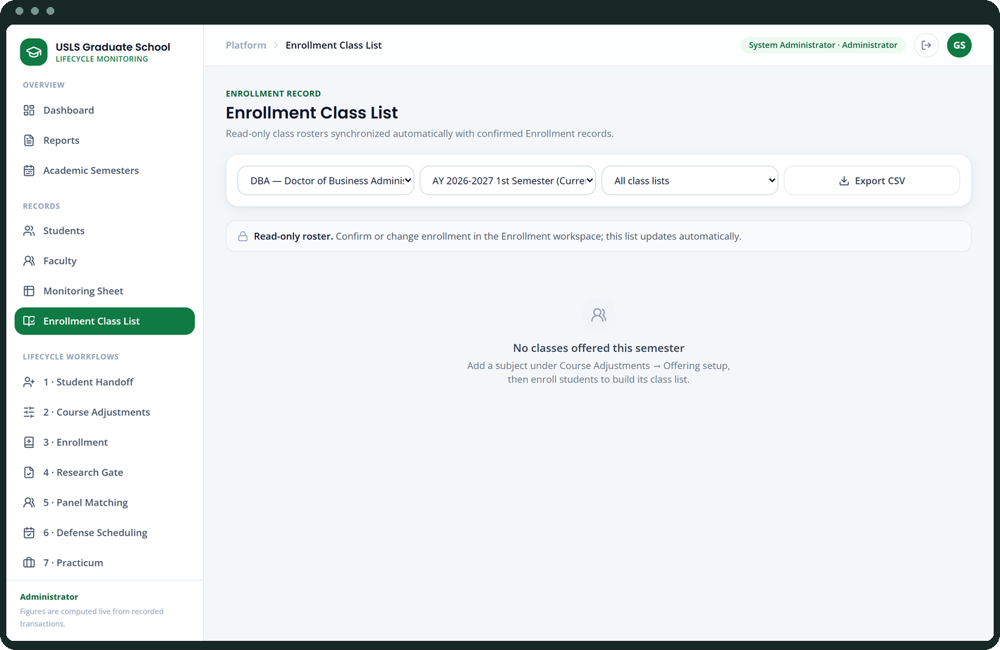 USLS Graduate School
LIFECYCLE MONITORING
OVERVIEW
Dashboard
Reports
Academic Semesters
RECORDS
Students
Faculty
Monitoring Sheet
Enrollment Class List
LIFECYCLE WORKFLOWS
1 · Student Handoff
2 · Course Adjustments
3 · Enrollment
4 · Research Gate
5 · Panel Matching
6 · Defense Scheduling
7 · Practicum
Administrator
Figures are computed live from recorded
transactions.
Platform > Enrollment Class List
System Administrator · Administrator
GS
ENROLLMENT RECORD
Enrollment Class List
Read-only class rosters synchronized automatically with confirmed Enrollment records.
DBA — Doctor of Business Adminis
AY 2026-2027 1st Semester (Curre
All class lists
Export CSV
Read-only roster. Confirm or change enrollment in the Enrollment workspace; this list updates automatically.
No classes offered this semester
Add a subject under Course Adjustments → Offering setup,
then enroll students to build its class list.